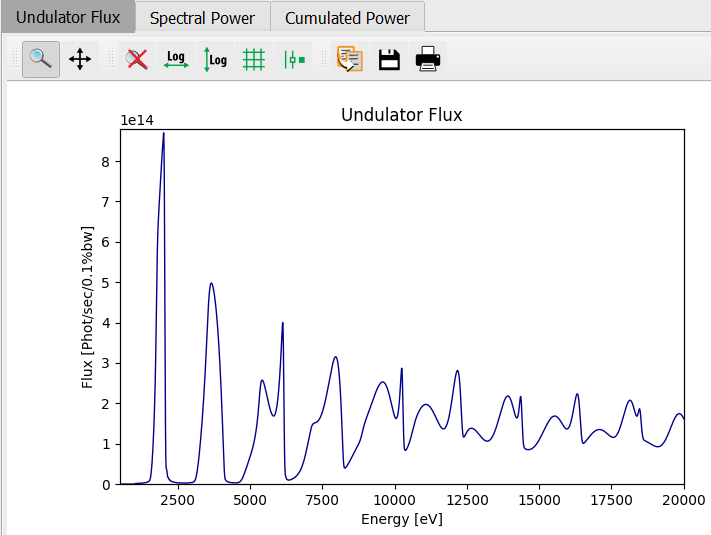 Undulator Flux Spectral Power Cumulated Power
Log Log
Undulator Flux
1e14
8
7
6
5
4
3
2
1
0
Flux [Phot/sec/0.1%bw]
2500 5000 7500 10000 12500 15000 17500 20000
Energy [eV]